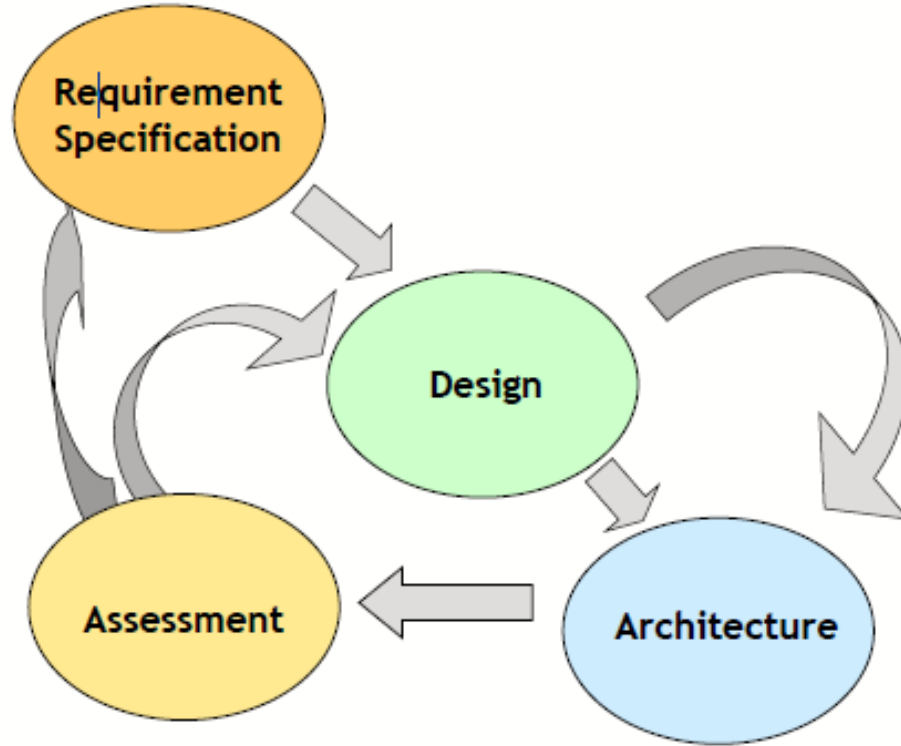 Requirement
Specification
Design
Assessment
Architecture